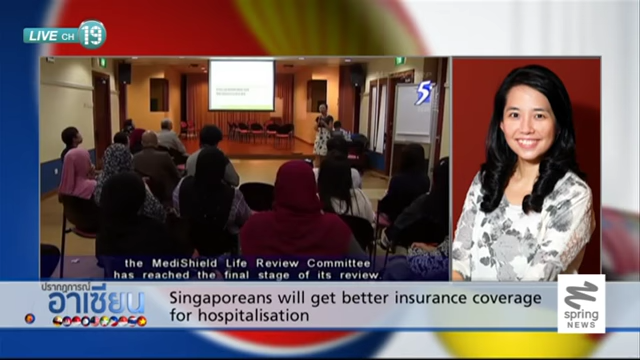 LIVE CH 19
5
the MediShield Life Review Committee
has reached the final stage of its review.
ปรากฏการณ์
อาเซียน
Singaporeans will get better insurance coverage
for hospitalisation
spring
NEWS